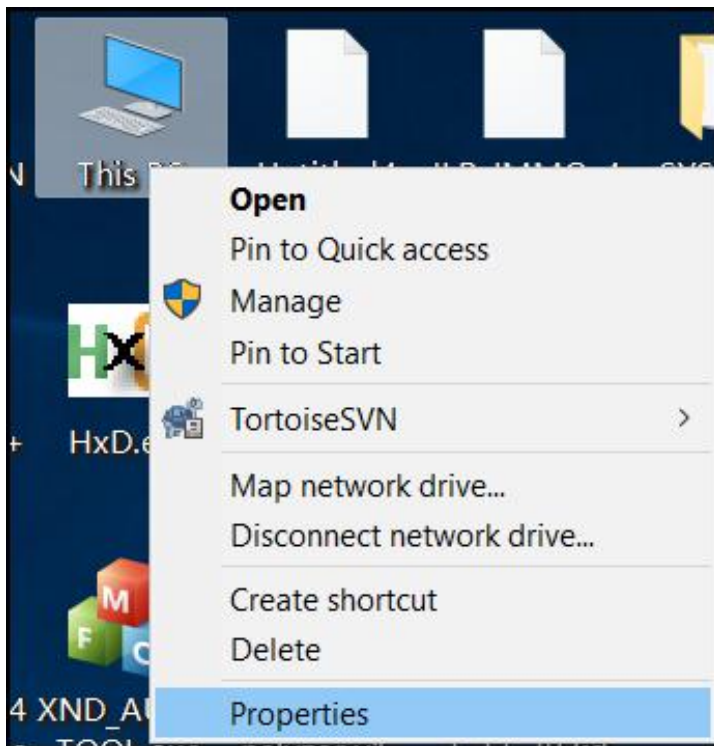 N This
Open
Pin to Quick access
Manage
Pin to Start
TortoiseSVN
+ HxD.e
Map network drive...
Disconnect network drive...
M
F C
Create shortcut
Delete
4 XND_AU
Properties